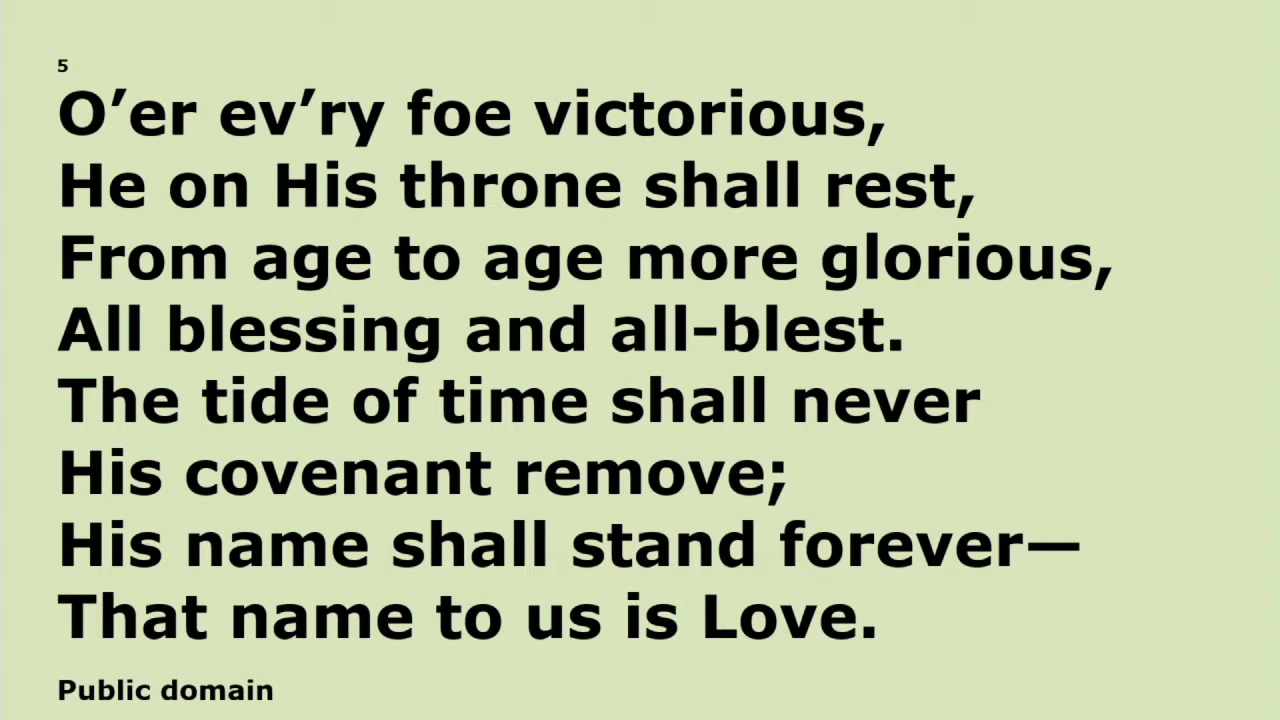 5
O’er ev’ry foe victorious,
He on His throne shall rest,
From age to age more glorious,
All blessing and all-blest.
The tide of time shall never
His covenant remove;
His name shall stand forever—
That name to us is Love.
Public domain